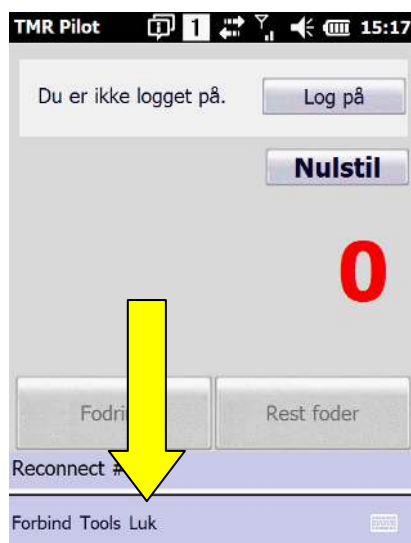 TMR Pilot 1 15:17
Du er ikke logget på. Log på
Nulstil
0
Rest foder
Reconnect #
Forbind Tools Luk